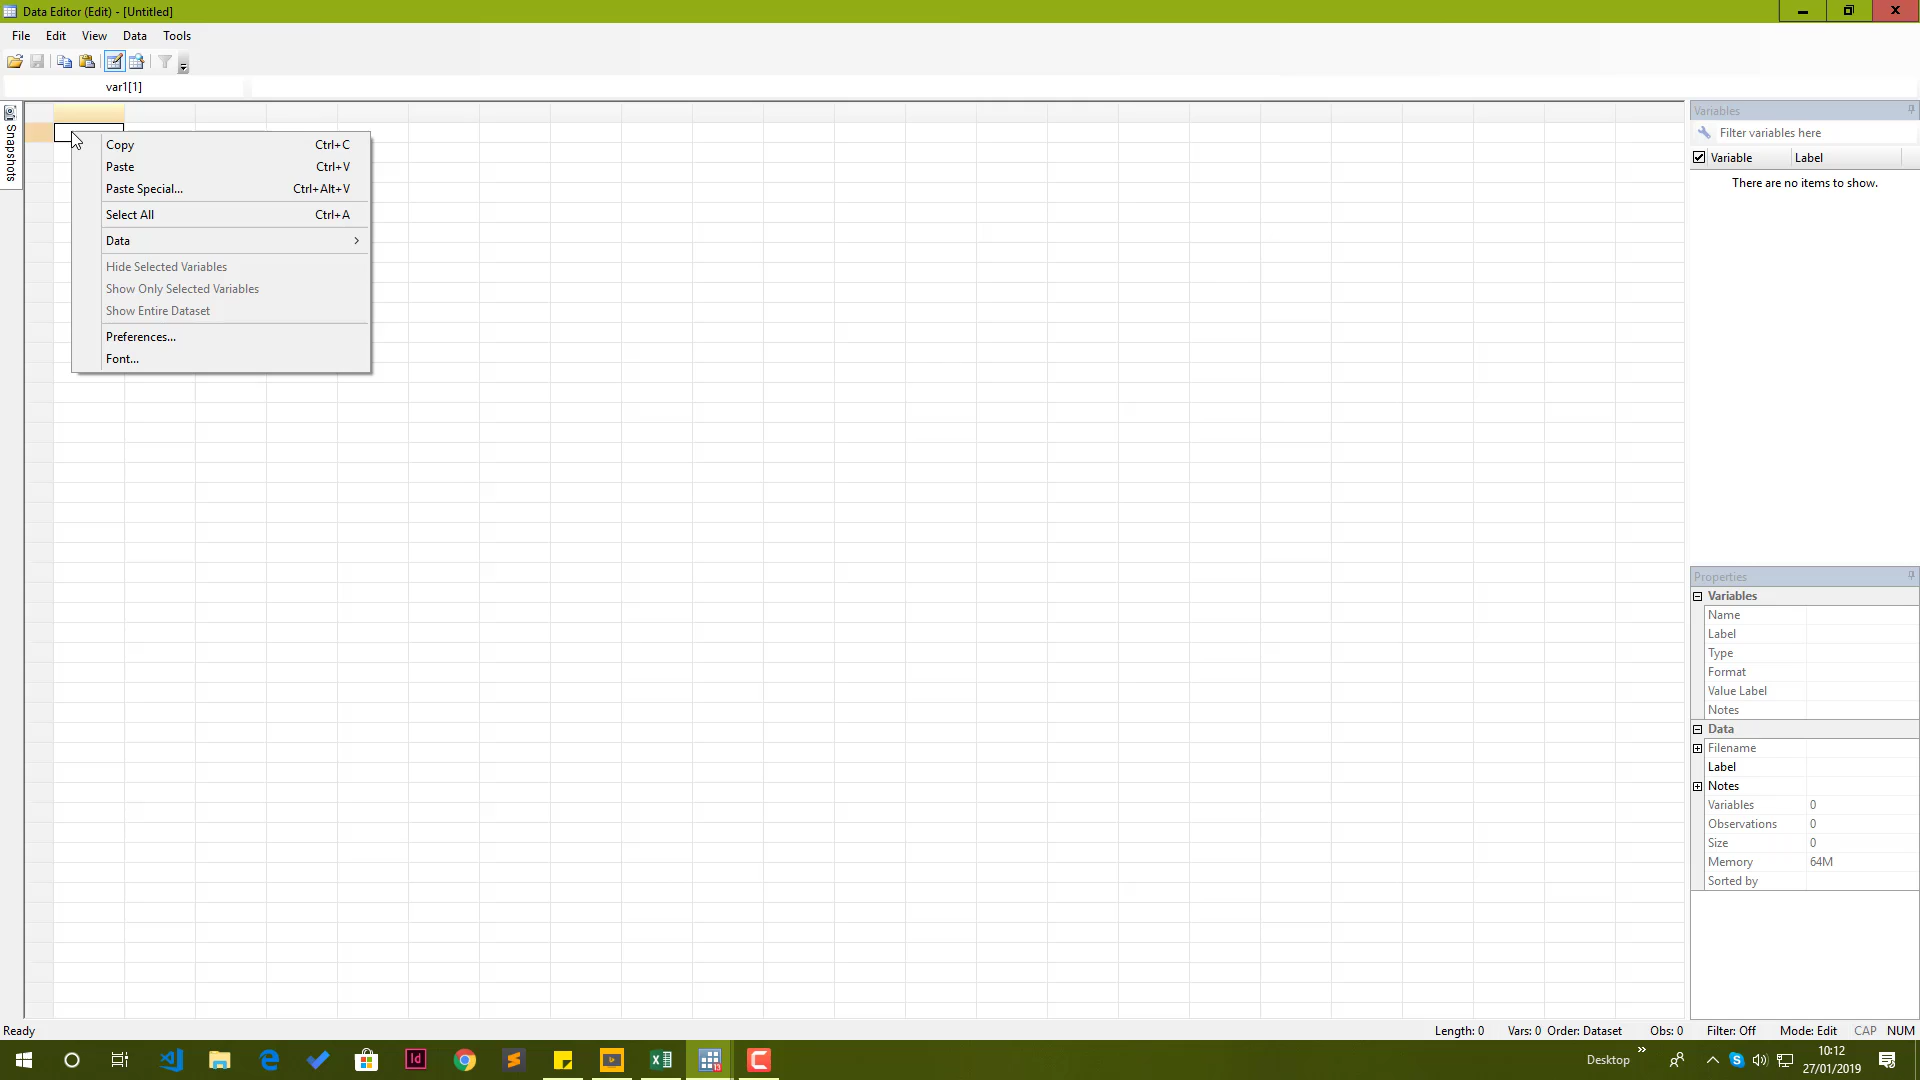 Data Editor (Edit) - [Untitled]
File Edit View Data Tools
var1[1]
Snapshots
Copy Ctrl+C
Paste Ctrl+V
Paste Special... Ctrl+Alt+V
Select All Ctrl+A
Data
Hide Selected Variables
Show Only Selected Variables
Show Entire Dataset
Preferences...
Font...
Variables
Filter variables here
Variable Label
There are no items to show.
Properties
Variables
Name
Label
Type
Format
Value Label
Notes
Data
Filename
Label
Notes
Variables 0
Observations 0
Size 0
Memory 64M
Sorted by
Ready Length: 0 Vars: 0 Order: Dataset Obs: 0 Filter: Off Mode: Edit CAP NUM
Desktop
10:12
27/01/2019